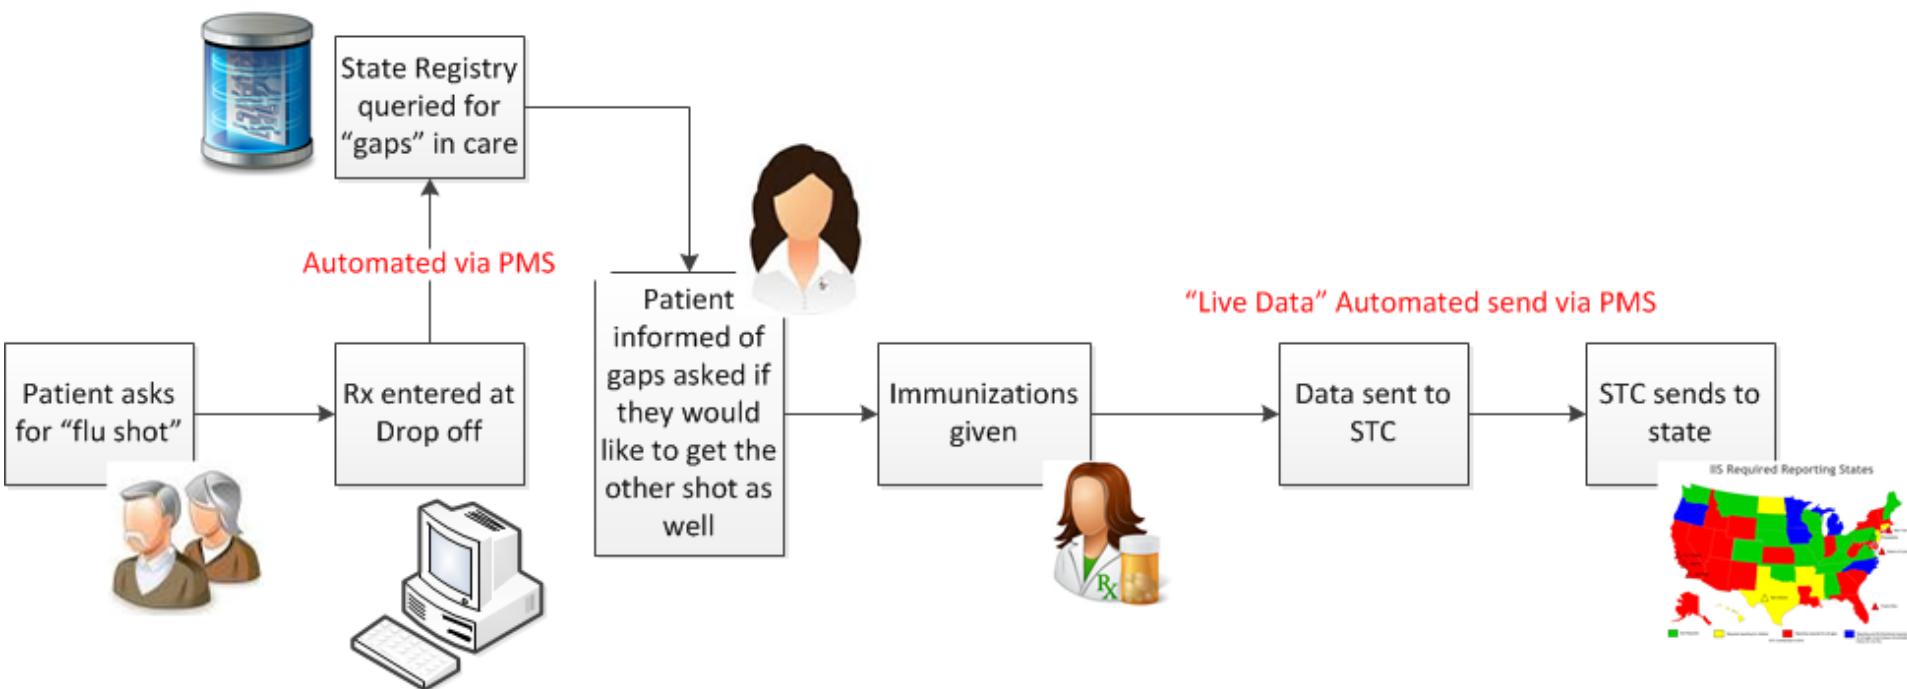 State Registry
queried for
“gaps” in care
Automated via PMS
Patient asks
for “flu shot”
Rx entered at
Drop off
Patient
informed of
gaps asked if
they would
like to get the
other shot as
well
Immunizations
given
Rx
“Live Data” Automated send via PMS
Data sent to
STC
STC sends to
state
IIS Required Reporting States